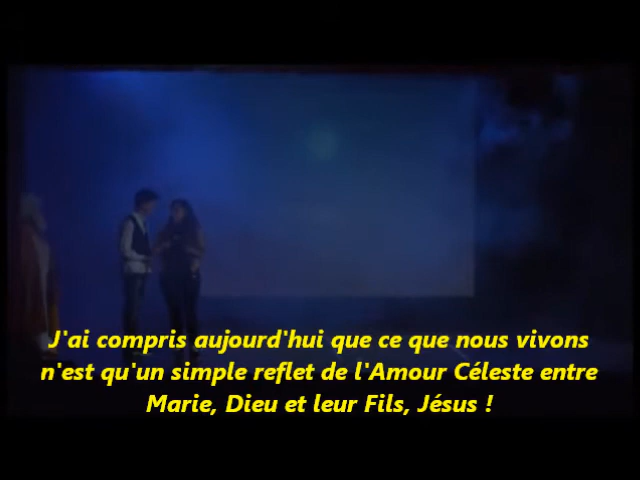 J'ai compris aujourd'hui que ce que nous vivons
n'est qu'un simple reflet de l'Amour Céleste entre
Marie, Dieu et leur Fils, Jésus !